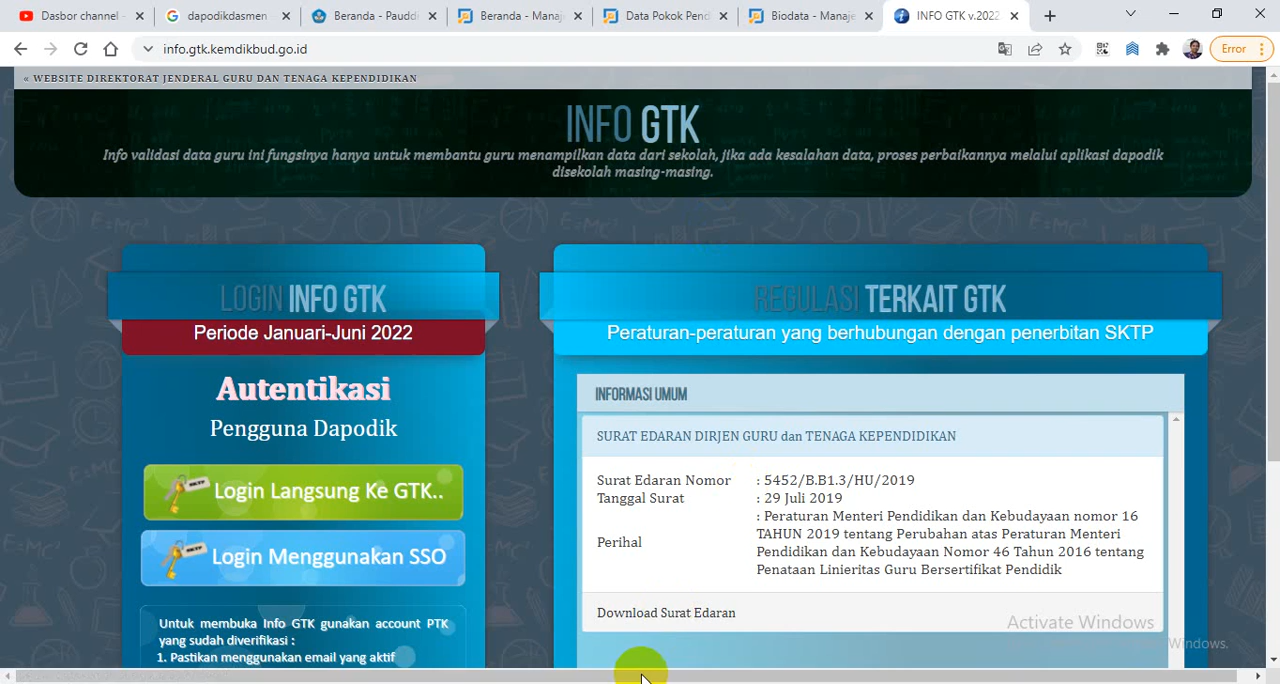 Dasbor channel -
dapodikdasmen
Beranda - Paudd
Beranda - Manaj
Data Pokok Pend
Biodata - Manaje
INFO GTK v.2022
info.gtk.kemdikbud.go.id
Error
« WEBSITE DIREKTORAT JENDERAL GURU DAN TENAGA KEPENDIDIKAN
INFO GTK
Info validasi data guru ini fungsinya hanya untuk membantu guru menampilkan data dari sekolah, jika ada kesalahan data, proses perbaikannya melalui aplikasi dapodik
disekolah masing-masing.
LOGIN INFO GTK
Periode Januari-Juni 2022
Autentikasi
Pengguna Dapodik
Login Langsung Ke GTK..
Login Menggunakan SSO
Untuk membuka Info GTK gunakan account PTK
yang sudah diverifikasi :
1. Pastikan menggunakan email yang aktif
REGULASI TERKAIT GTK
Peraturan-peraturan yang berhubungan dengan penerbitan SKTP
INFORMASI UMUM
SURAT EDARAN DIRJEN GURU dan TENAGA KEPENDIDIKAN
Surat Edaran Nomor : 5452/B.B1.3/HU/2019
Tanggal Surat : 29 Juli 2019
Perihal : Peraturan Menteri Pendidikan dan Kebudayaan nomor 16
TAHUN 2019 tentang Perubahan atas Peraturan Menteri
Pendidikan dan Kebudayaan Nomor 46 Tahun 2016 tentang
Penataan Linieritas Guru Bersertifikat Pendidik
Download Surat Edaran
Activate Windows
Windows.